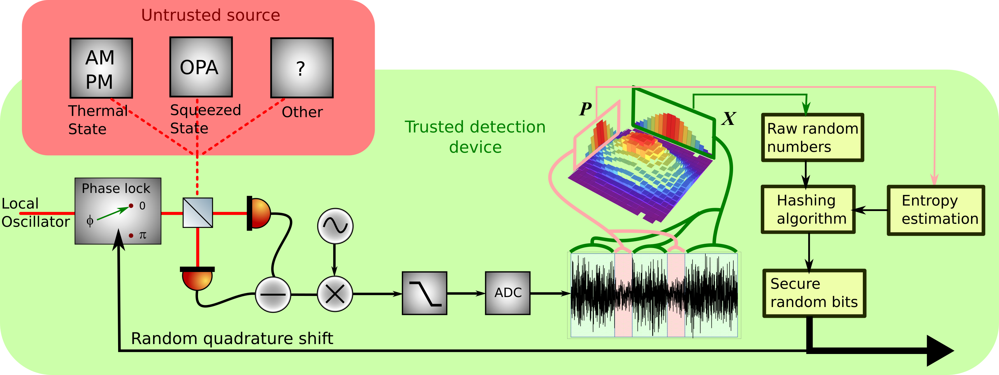 Untrusted source
AM
PM
OPA
?
Thermal
State
Squeezed
State
Other
Trusted detection
device
P
X
Raw random
numbers
Phase lock
0
ϕ
π
Local
Oscillator
Hashing
algorithm
Entropy
estimation
ADC
Secure
random bits
Random quadrature shift